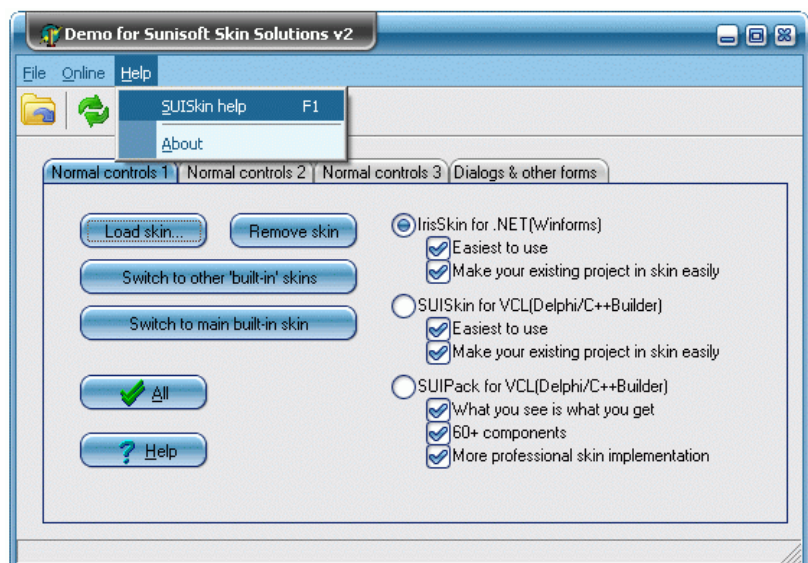 Demo for Sunisoft Skin Solutions v2
File Online Help
SUISkin help F1
About
Normal controls 1 Normal controls 2 Normal controls 3 Dialogs & other forms
Load skin... Remove skin
Switch to other 'built-in' skins
Switch to main built-in skin
All
Help
IrisSkin for .NET(Winforms)
Easiest to use
Make your existing project in skin easily
SUISkin for VCL(Delphi/C++Builder)
Easiest to use
Make your existing project in skin easily
SUIPack for VCL(Delphi/C++Builder)
What you see is what you get
60+ components
More professional skin implementation